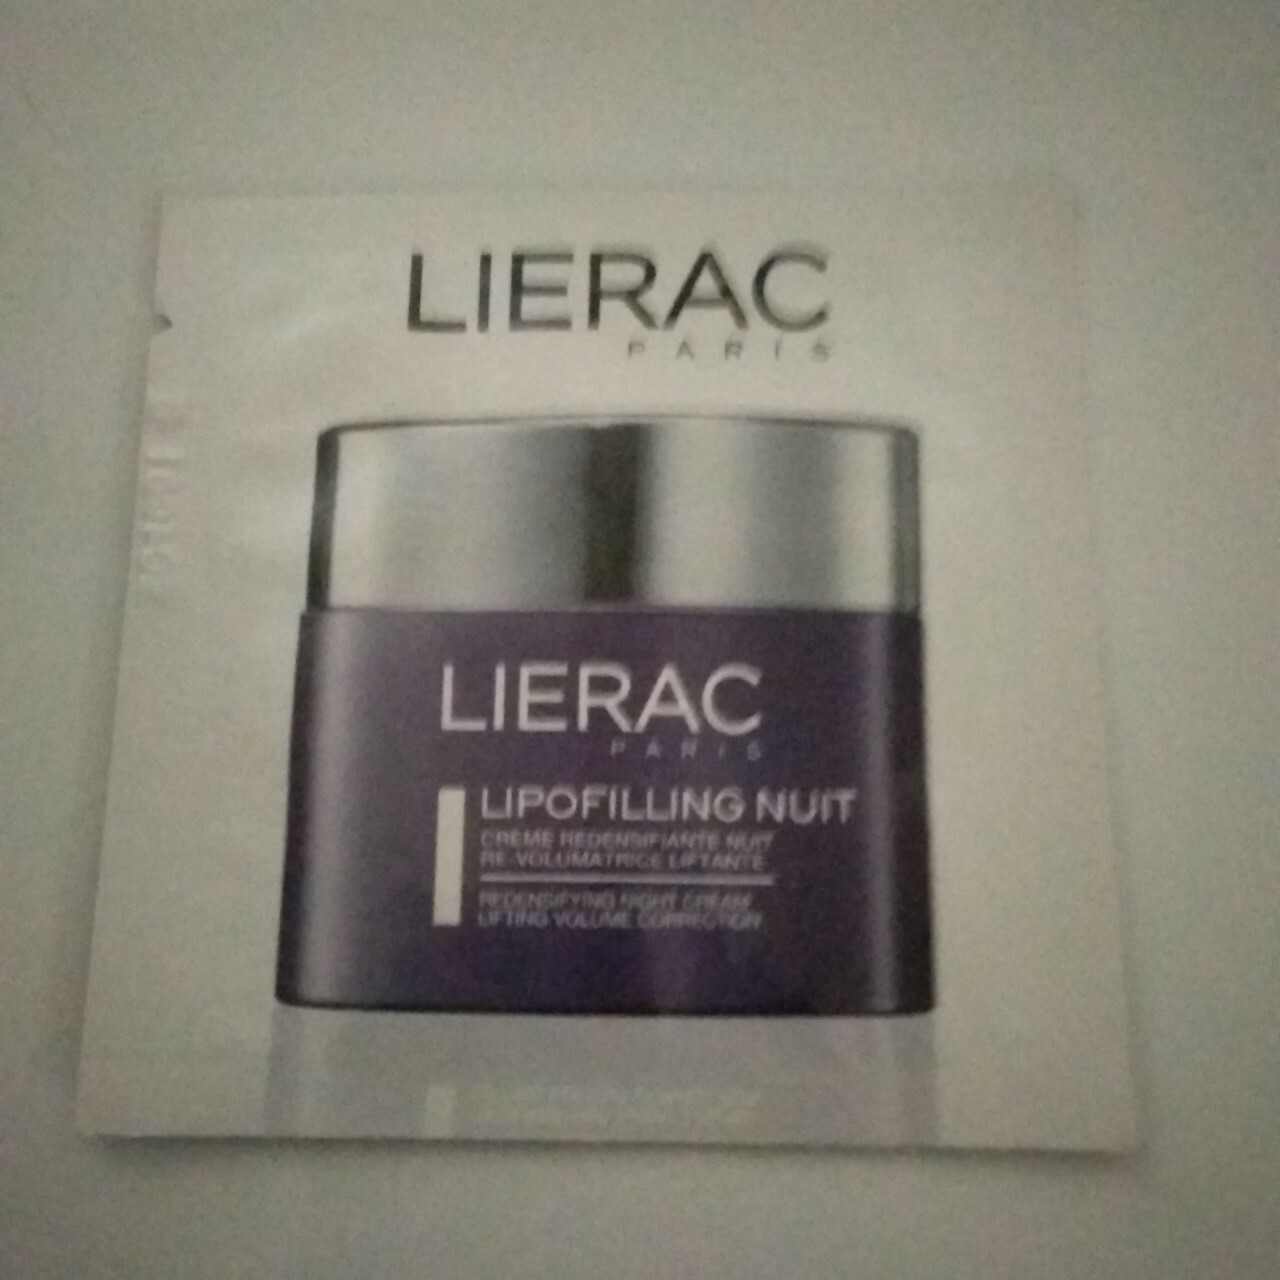 LIERAC
PARIS
LIERAC
PARIS
LIPOFILLING NUIT
CRÈME REDENSIFIANTE NUIT
RE-VOLUMATRICE LIFTANTE
REDENSIFYING NIGHT CREAM
LIFTING VOLUME CORRECTION